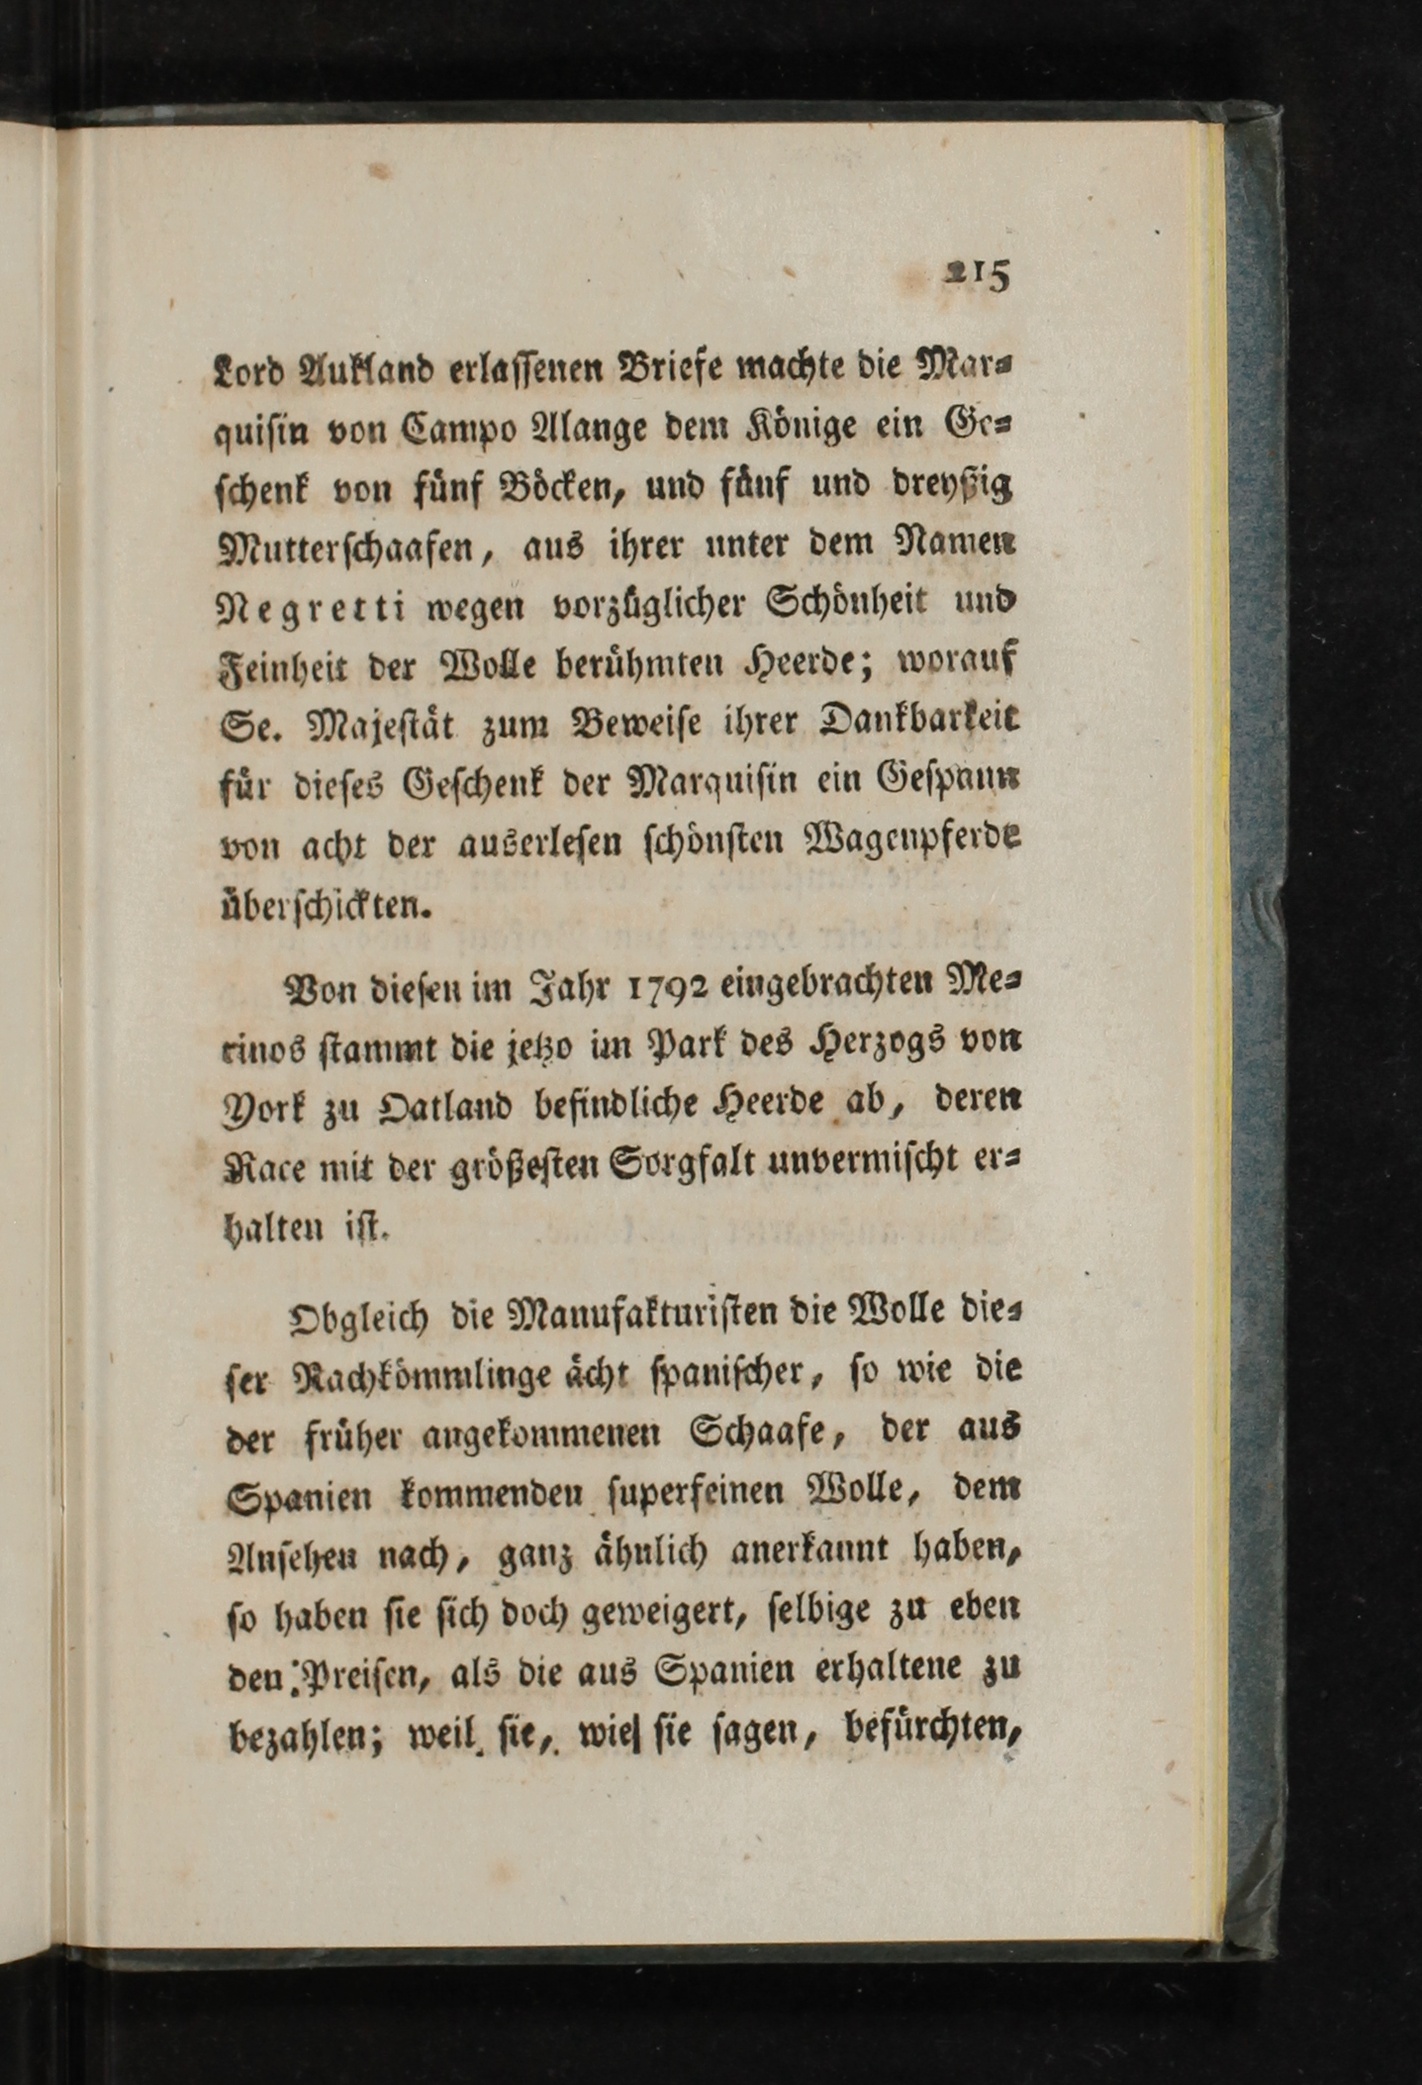 215
Lord Aukland erlassenen Briefe machte die Mar-
quisin von Campo Alange dem Könige ein Ge-
schenk von fünf Böcken, und fünf und dreyßig
Mutterschaafen, aus ihrer unter dem Namen
Negretti wegen vorzüglicher Schönheit und
Feinheit der Wolle berühmten Heerde; worauf
Se. Majestät zum Beweise ihrer Dankbarkeit
für dieses Geschenk der Marquisin ein Gespann
von acht der auserlesen schönsten Wagenpferde
überschickten.
Von diesen im Jahr 1792 eingebrachten Me-
rinos stammt die jetzo im Park des Herzogs von
York zu Oatland befindliche Heerde ab, deren
Race mit der größesten Sorgfalt unvermischt er-
halten ist.
Obgleich die Manufakturisten die Wolle die-
ser Nachkömmlinge ächt spanischer, so wie die
der früher angekommenen Schaafe, der aus
Spanien kommenden superfeinen Wolle, dem
Ansehen nach, ganz ähnlich anerkannt haben,
so haben sie sich doch geweigert, selbige zu eben
den Preisen, als die aus Spanien erhaltene zu
bezahlen; weil sie, wie sie sagen, befürchten,